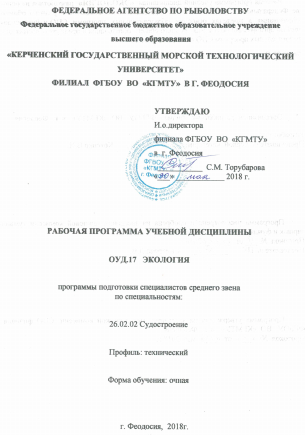 ФЕДЕРАЛЬНОЕ АГЕНТСТВО ПО РЫБОЛОВСТВУ
Федеральное государственное бюджетное образовательное учреждение
высшего образования
«КЕРЧЕНСКИЙ ГОСУДАРСТВЕННЫЙ МОРСКОЙ ТЕХНОЛОГИЧЕСКИЙ
УНИВЕРСИТЕТ»
ФИЛИАЛ ФГБОУ ВО «КГМТУ» В Г. ФЕОДОСИЯ
УТВЕРЖДАЮ
И.о.директора
филиала ФГБОУ ВО «КГМТУ»
в г. Феодосия
С.М. Торубарова
«30» мая 2018 г.
РАБОЧАЯ ПРОГРАММА УЧЕБНОЙ ДИСЦИПЛИНЫ
ОУД.17 ЭКОЛОГИЯ
программы подготовки специалистов среднего звена
по специальностям:
26.02.02 Судостроение
Профиль: технический
Форма обучения: очная
г. Феодосия, 2018г.